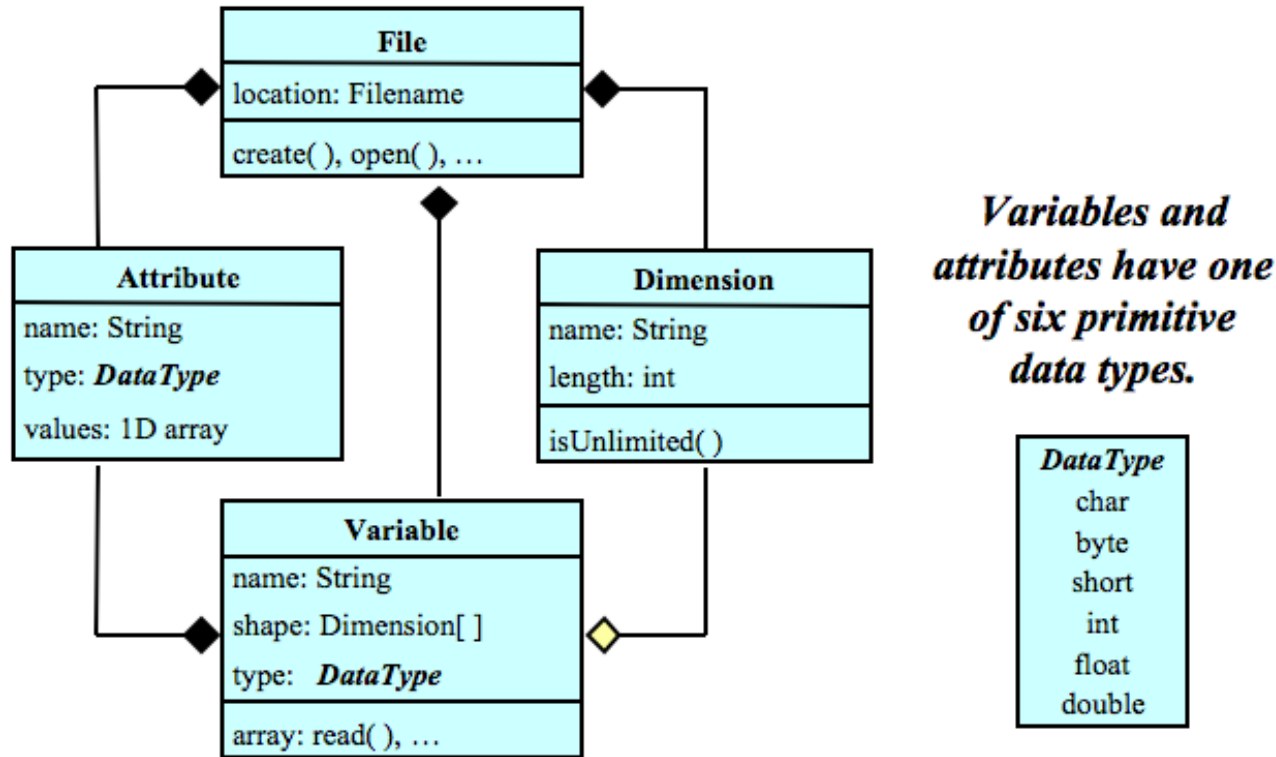 File
location: Filename
create( ), open( ), …
Attribute
name: String
type: DataType
values: 1D array
Dimension
name: String
length: int
isUnlimited( )
Variable
name: String
shape: Dimension[ ]
type: DataType
array: read( ), …
Variables and
attributes have one
of six primitive
data types.
DataType
char
byte
short
int
float
double